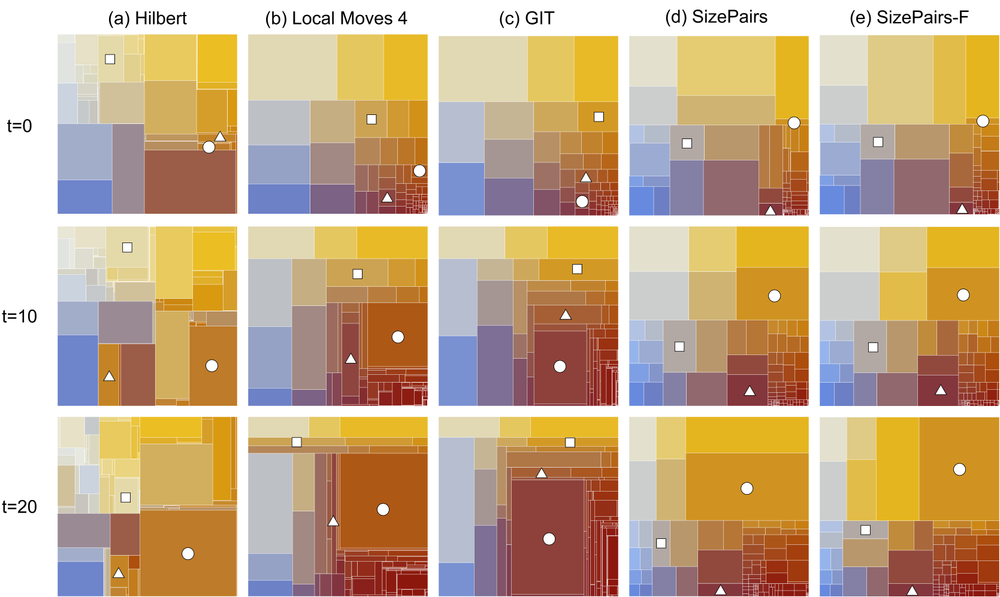 (a) Hilbert
(b) Local Moves 4
(c) GIT
(d) SizePairs
(e) SizePairs-F
t=0
t=10
t=20